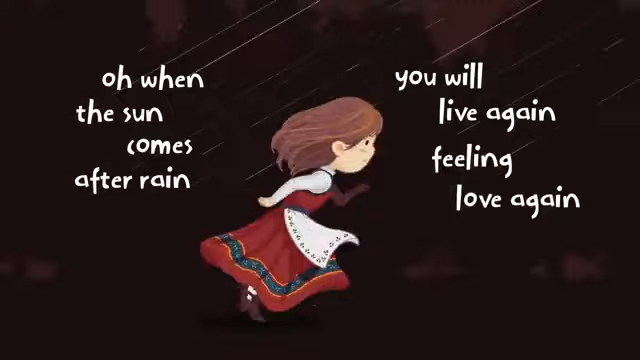 oh when
the sun
comes
after rain
you will
live again
feeling
love again